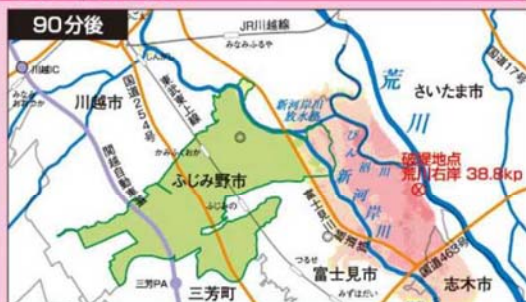 90分後
JR川越線
みなみふるや
荒川
さいたま市
国道17号
川越IC
川越市
国道254号
東武東上線
新河岸川
放水路
びん沼川
新河岸川
破堤地点
荒川右岸 38.8kp
かみふくおか
ふじみ野市
関越自動車道
ふじみの
富士見川越道路
国道463号
つるせ
富士見市
志木市
三芳PA
三芳町
みずほだい